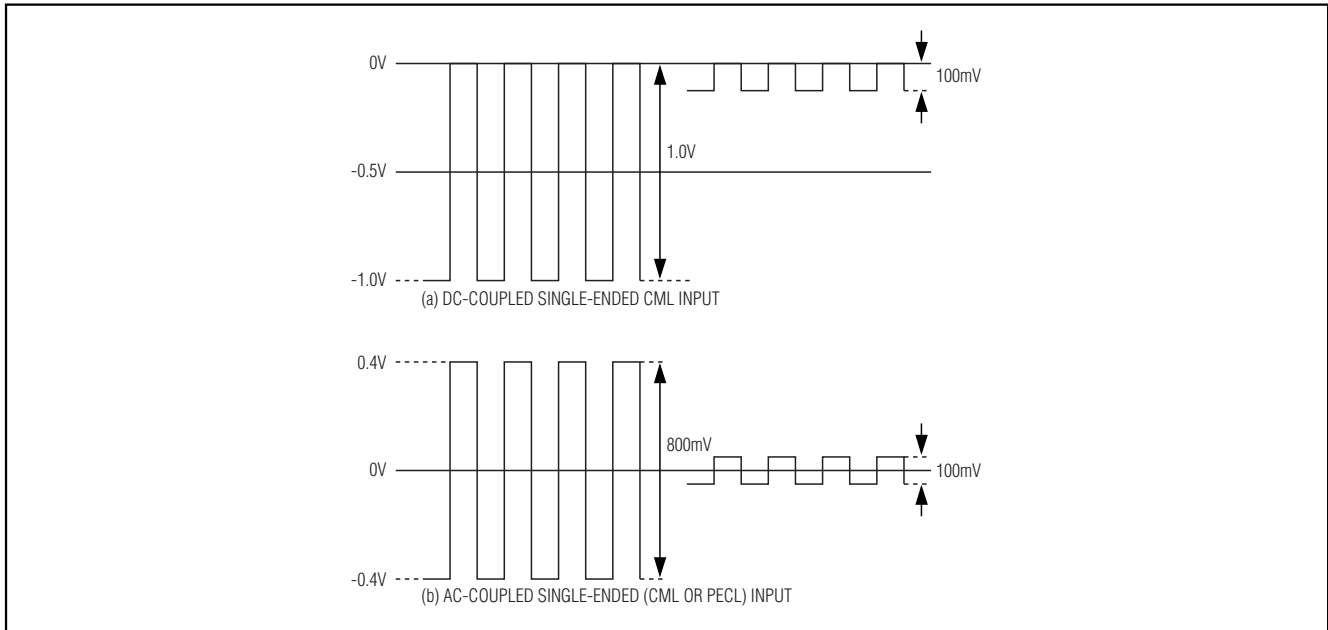 0V
100mV
1.0V
-0.5V
-1.0V
(a) DC-COUPLED SINGLE-ENDED CML INPUT
0.4V
800mV
0V
100mV
-0.4V
(b) AC-COUPLED SINGLE-ENDED (CML OR PECL) INPUT